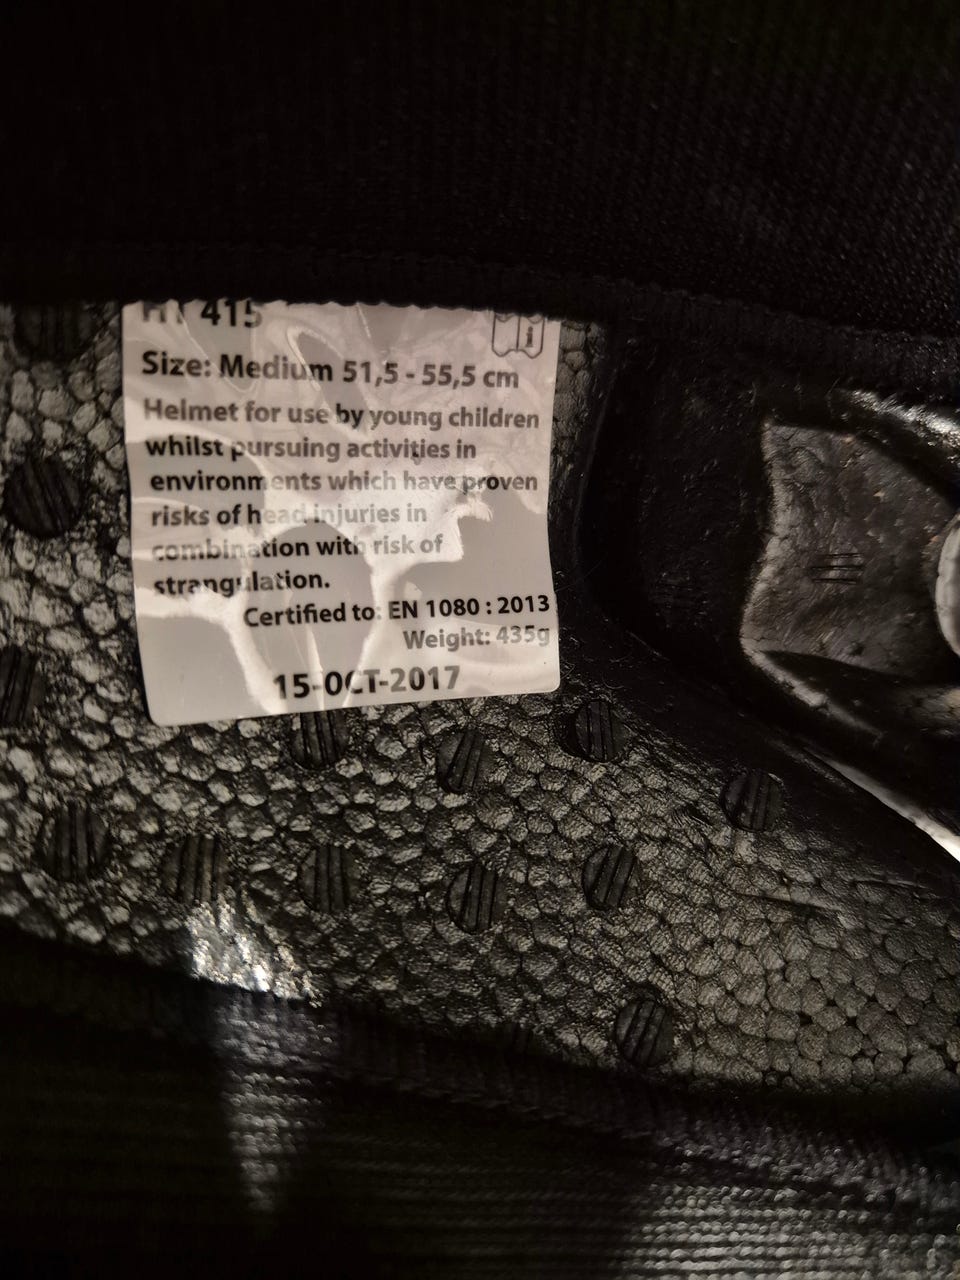 HT 415
i
Size: Medium 51,5 - 55,5 cm
Helmet for use by young children
whilst pursuing activities in
environments which have proven
risks of head injuries in
combination with risk of
strangulation.
Certified to: EN 1080 : 2013
Weight: 435g
15-OCT-2017